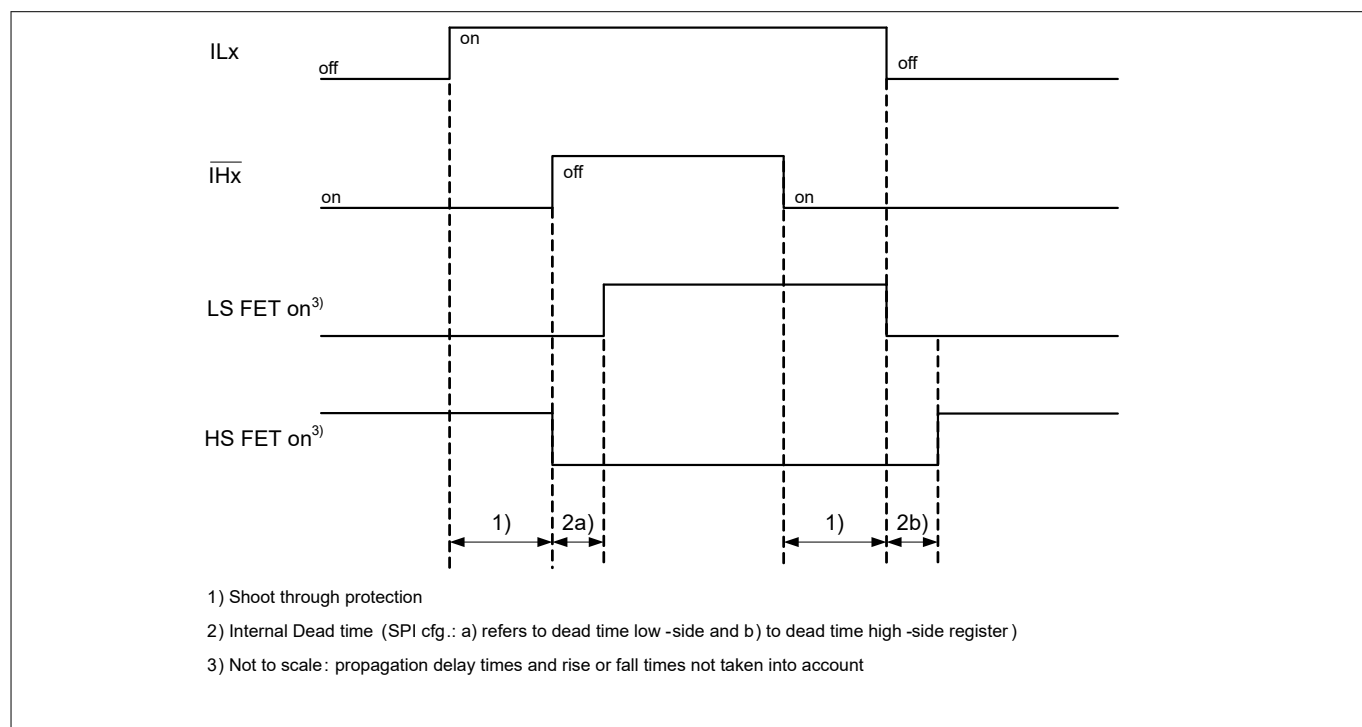 ILx
on
off
off
IHx
off
on
on
LS FET on3)
HS FET on3)
1)
2a)
1)
2b)
1) Shoot through protection
2) Internal Dead time (SPI cfg.: a) refers to dead time low -side and b) to dead time high -side register)
3) Not to scale: propagation delay times and rise or fall times not taken into account